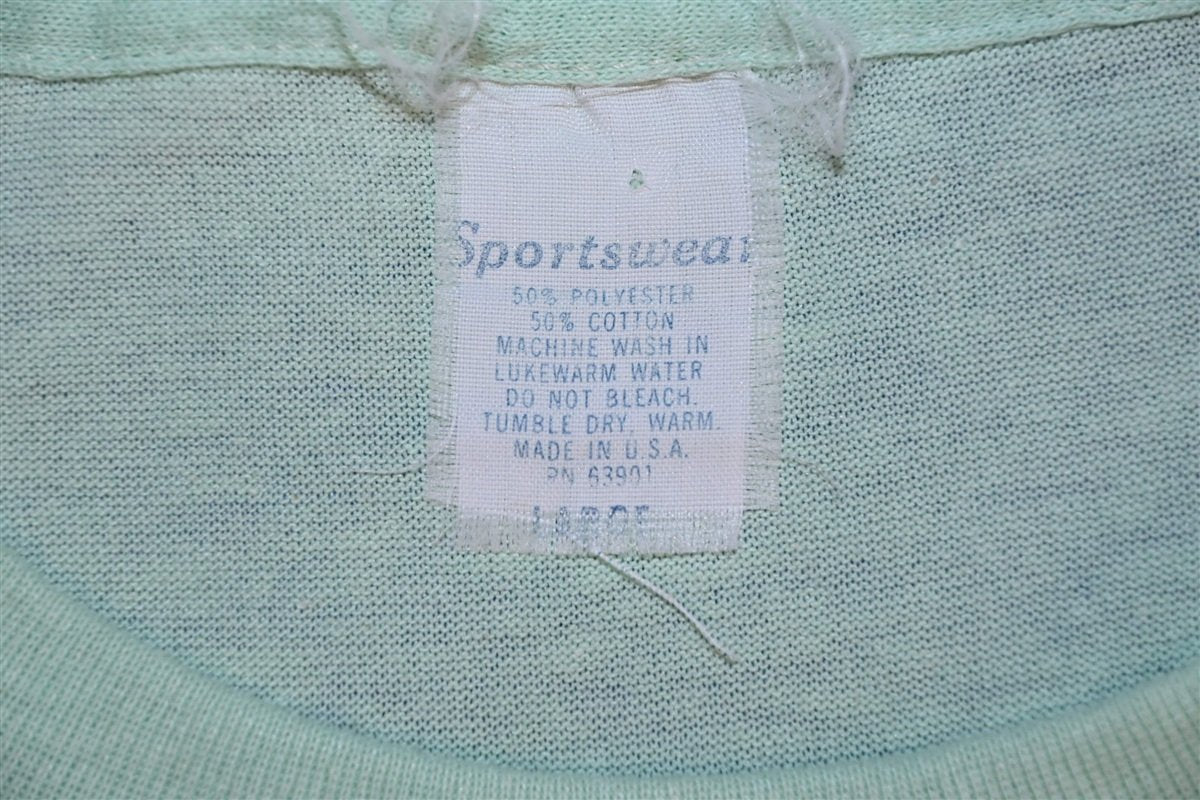 Sportswear
50% POLYESTER
50% COTTON
MACHINE WASH IN
LUKEWARM WATER
DO NOT BLEACH.
TUMBLE DRY, WARM.
MADE IN U.S.A.
RN 63901
LARGE